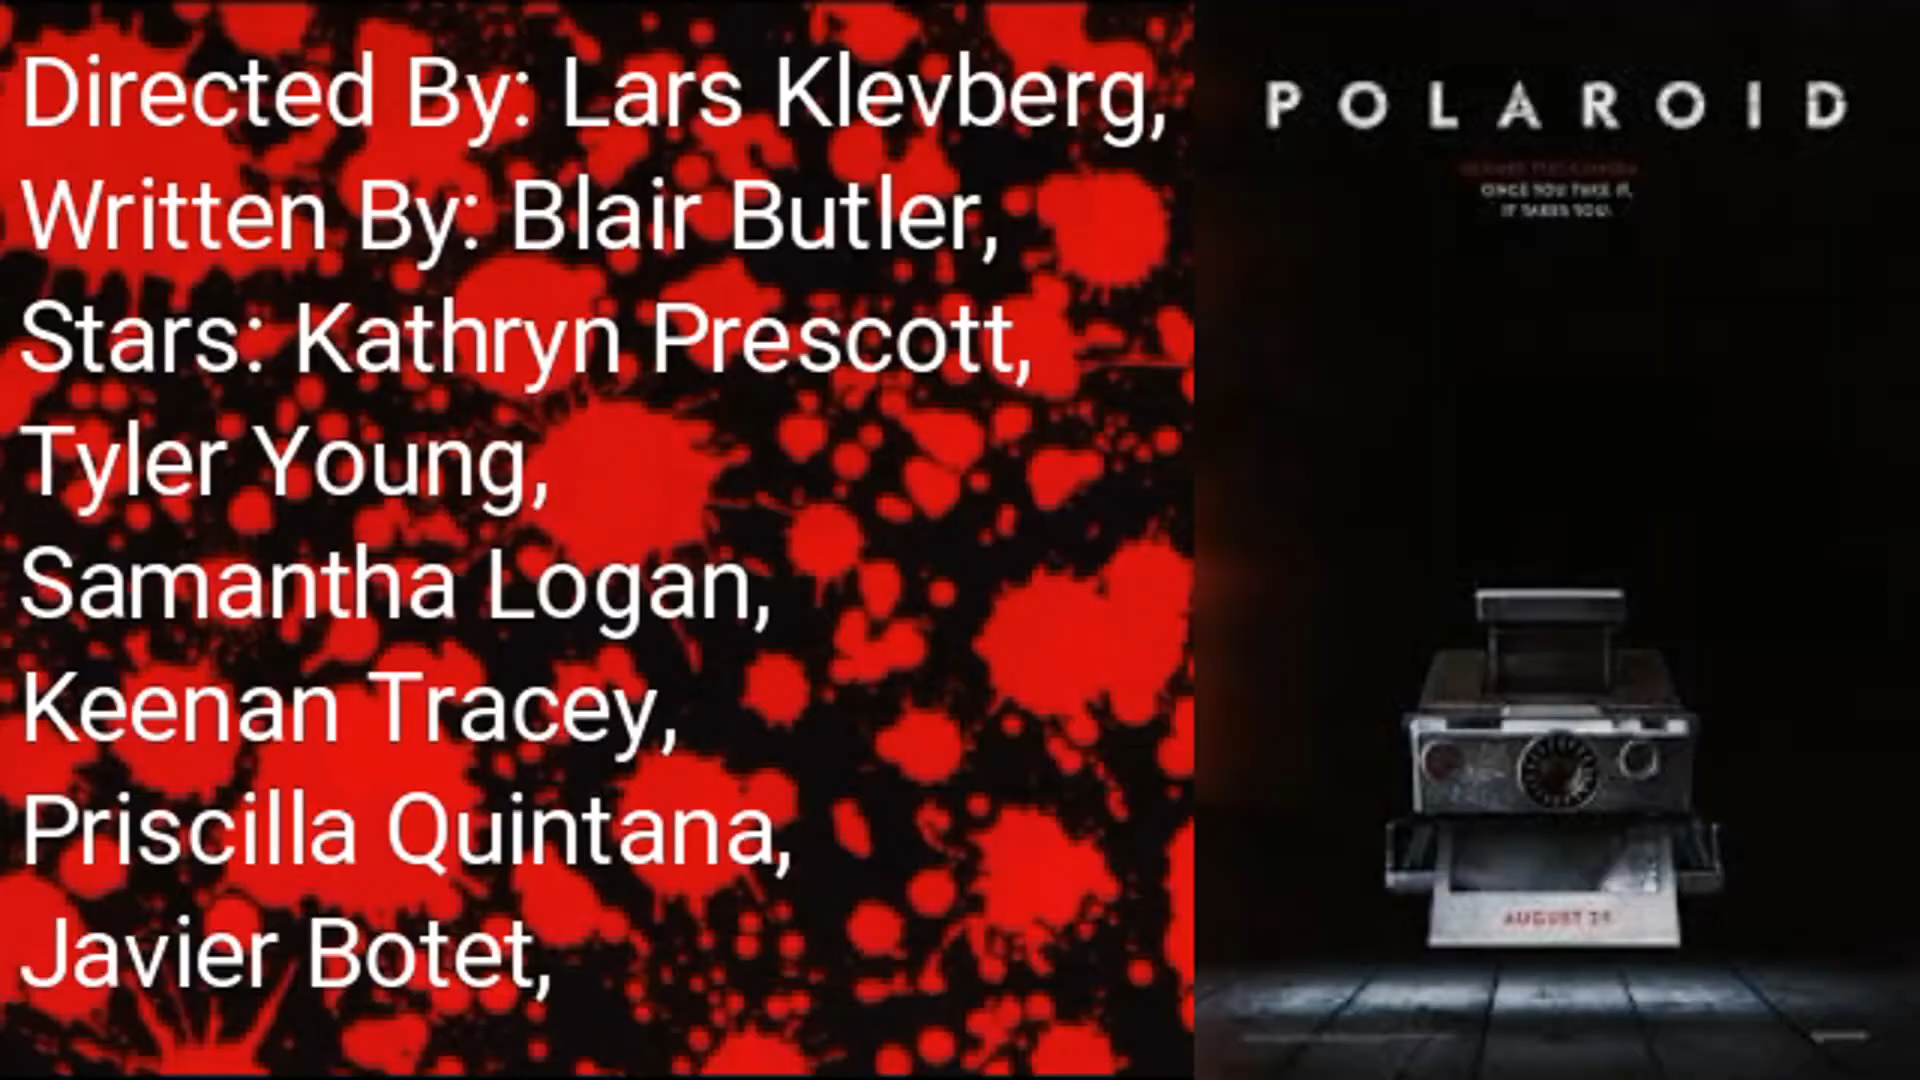 Directed By: Lars Klevberg,
Written By: Blair Butler,
Stars: Kathryn Prescott,
Tyler Young,
Samantha Logan,
Keenan Tracey,
Priscilla Quintana,
Javier Botet,
POLAROID
ONCE YOU TAKE IT,
IT TAKES YOU.
AUGUST